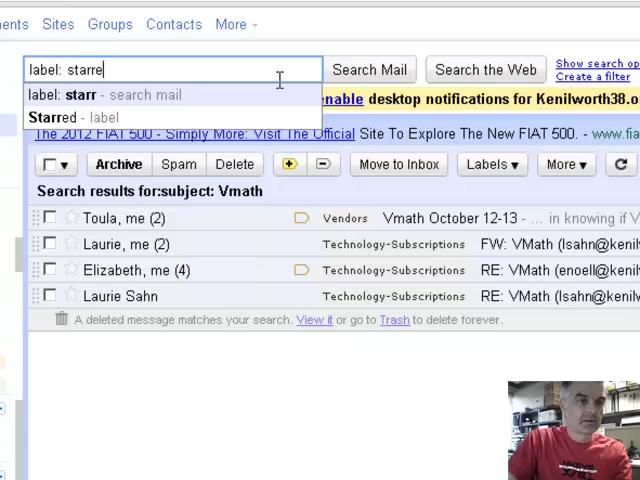 ents Sites Groups Contacts More
label: starre Search Mail Search the Web Show search op
Create a filter
label: starr - search mail
enable desktop notifications for Kenilworth38.o
Starred - label
The 2012 FIAT 500 - Simply More: Visit The Official Site To Explore The New FIAT 500. - www.fia
Archive Spam Delete Move to Inbox Labels More
Search results for:subject: Vmath
Toula, me (2) Vendors Vmath October 12-13 - ... in knowing if V
Laurie, me (2) Technology-Subscriptions FW: VMath (lsahn@kenil
Elizabeth, me (4) Technology-Subscriptions RE: VMath (enoell@kenil
Laurie Sahn Technology-Subscriptions RE: VMath (lsahn@kenilw
A deleted message matches your search. View it or go to Trash to delete forever.